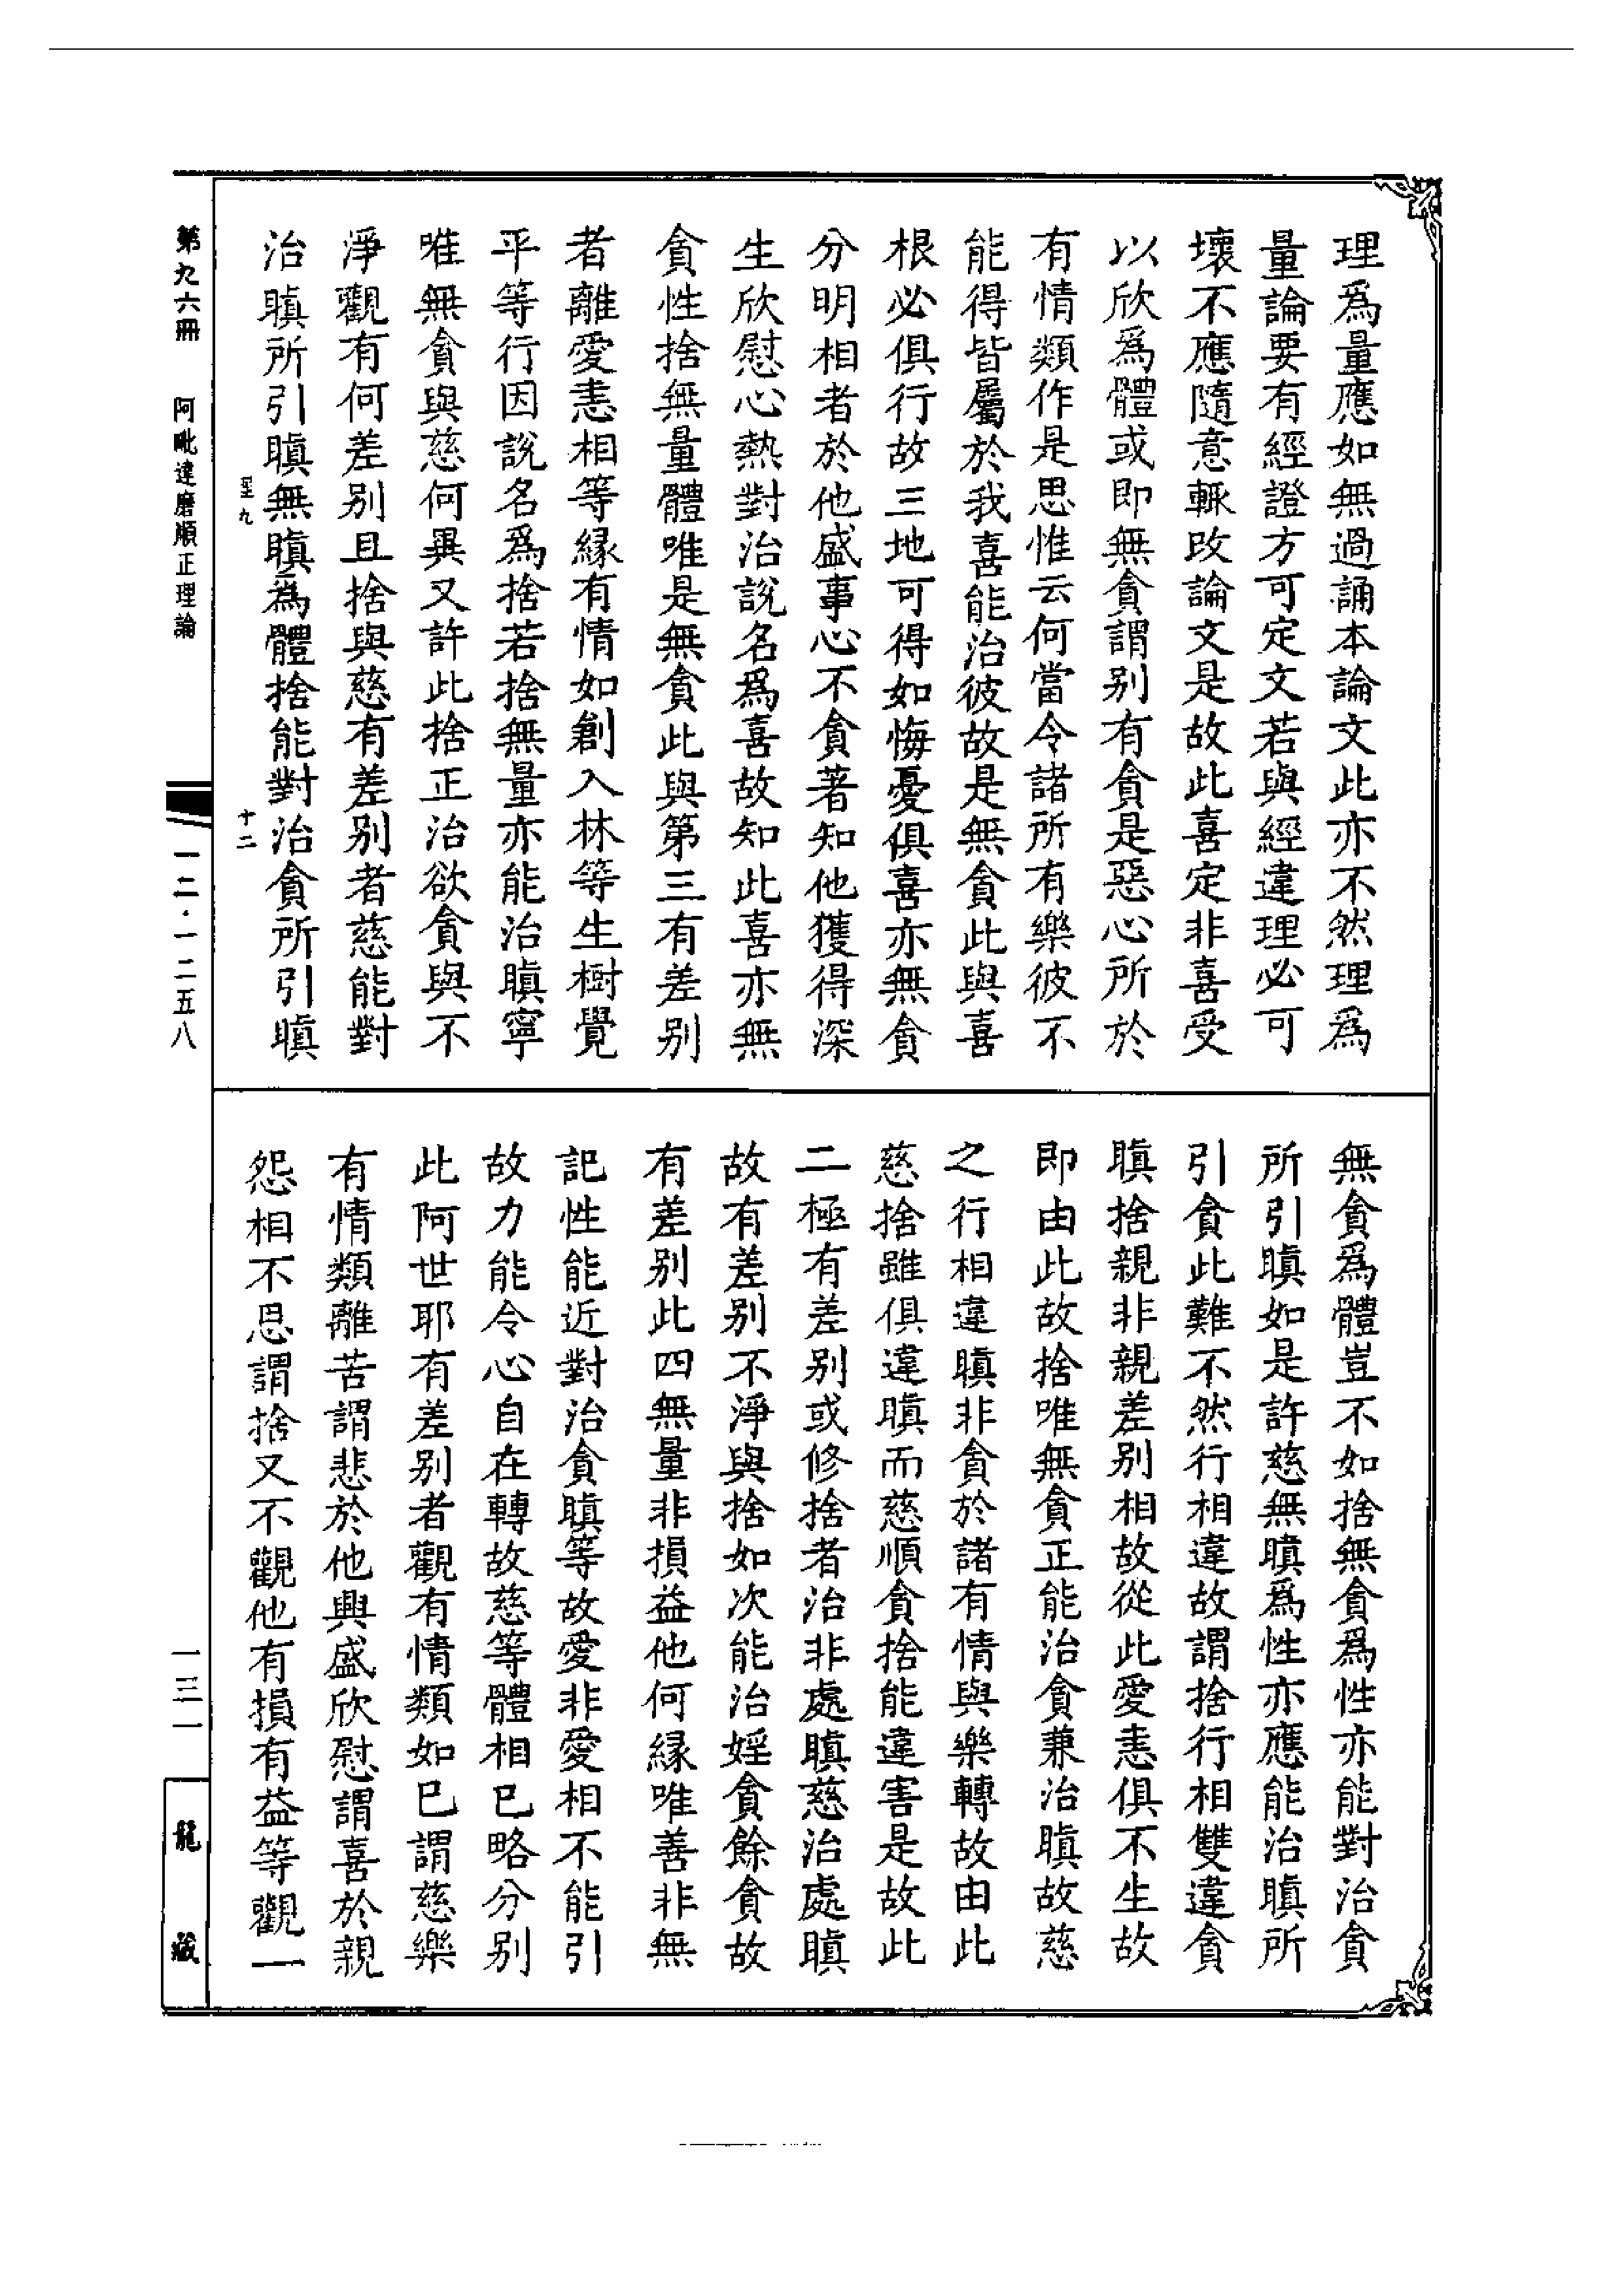 理爲量應如無過誦本論文此亦不然理爲
量論要有經證方可定文若與經違理必可
壞不應隨意輙改論文是故此喜定非喜受
以欣爲體或即無貪謂别有貪是惡心所於
有情類作是思惟云何當令諸所有樂彼不
能得皆屬於我喜能治彼故是無貪此與喜
根必俱行故三地可得如悔憂俱喜亦無貪
分明相者於他盛事心不貪著知他獲得深
生欣慰心熱對治説名爲喜故知此喜亦無
貪性捨無量體唯是無貪此與第三有差别
者離愛恚相等緣有情如創入林等生樹覺
平等行因説名爲捨若捨無量亦能治瞋寧
唯無貪與慈何異又許此捨正治欲貪與不
淨觀有何差别且捨與慈有差别者慈能對
治瞋所引瞋無瞋爲體捨能對治貪所引瞋
無貪爲體豈不如捨無貪爲性亦能對治貪
所引瞋如是許慈無瞋爲性亦應能治瞋所
引貪此難不然行相違故謂捨行相雙違貪
瞋捨親非親差别相故從此愛恚俱不生故
即由此故捨唯無貪正能治貪兼治瞋故慈
之行相違瞋非貪於諸有情與樂轉故由此
慈捨雖俱違瞋而慈順貪捨能違害是故此
二極有差别或修捨者治非處瞋慈治處瞋
故有差别不淨與捨如次能治婬貪餘貪故
有差别此四無量非損益他何緣唯善非無
記性能近對治貪瞋等故愛非愛相不能引
故力能令心自在轉故慈等體相已略分别
此阿世耶有差别者觀有情類如已謂慈樂
有情類離苦謂悲於他興盛欣慰謂喜於親
怨相不思謂捨又不觀他有損有益等觀一
第九六冊 阿毗達磨順正理論
十二
一二·一二五八
一三一
龍藏